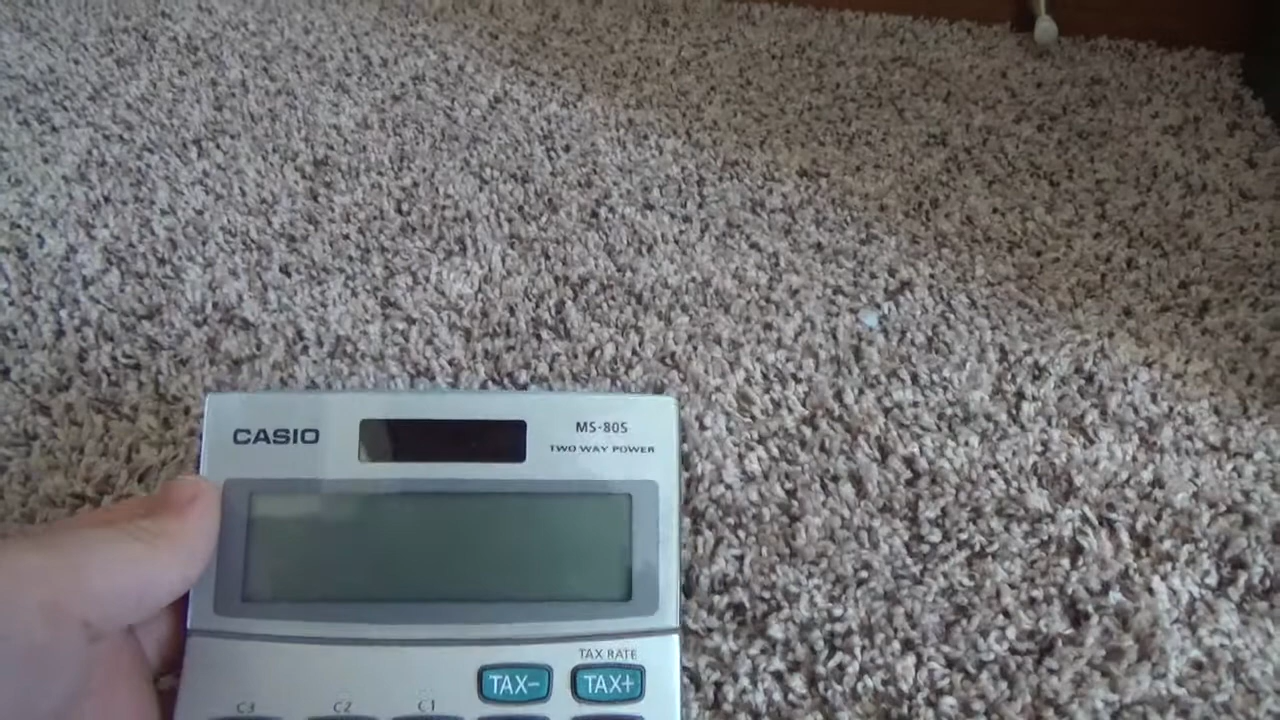 CASIO
MS-80S
TWO WAY POWER
TAX RATE
TAX−
TAX+
C3
C2
C1